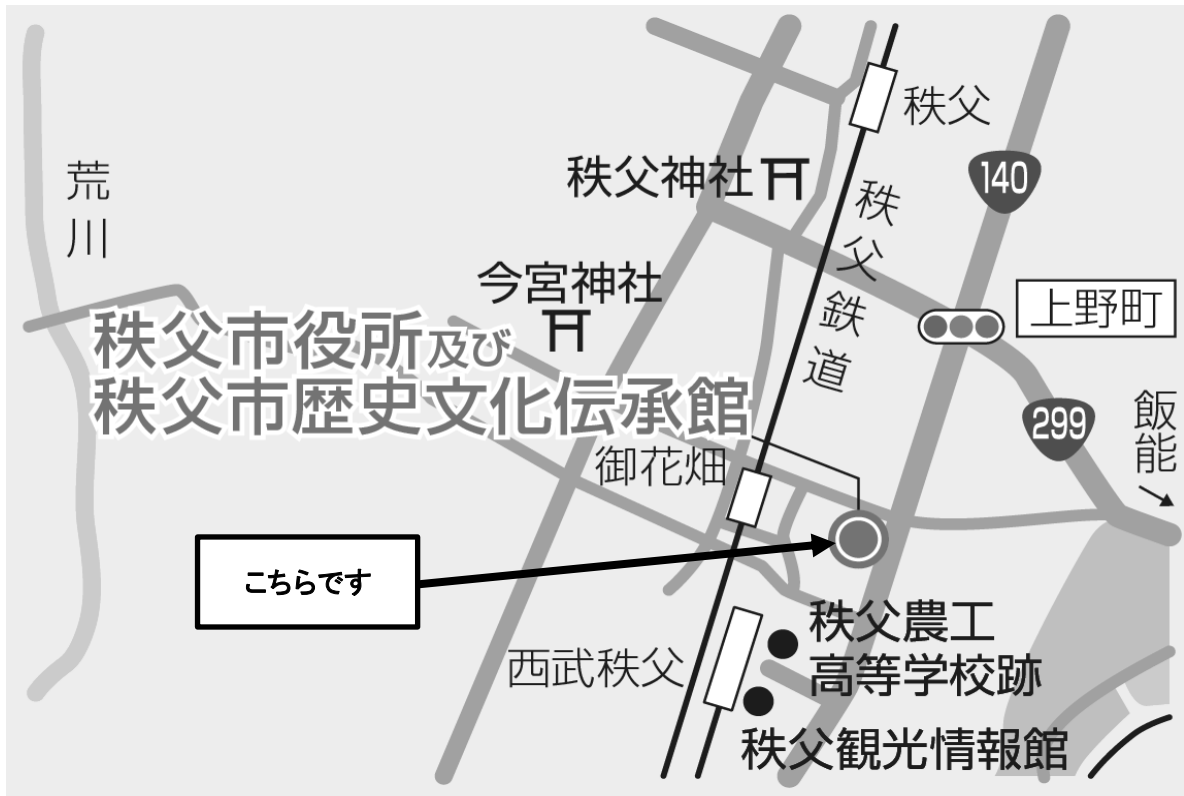 秩父
荒川
秩父神社
140
秩父鉄道
今宮神社
上野町
秩父市役所及び
秩父市歴史文化伝承館
299
飯能
御花畑
こちらです
秩父農工
高等学校跡
西武秩父
秩父観光情報館